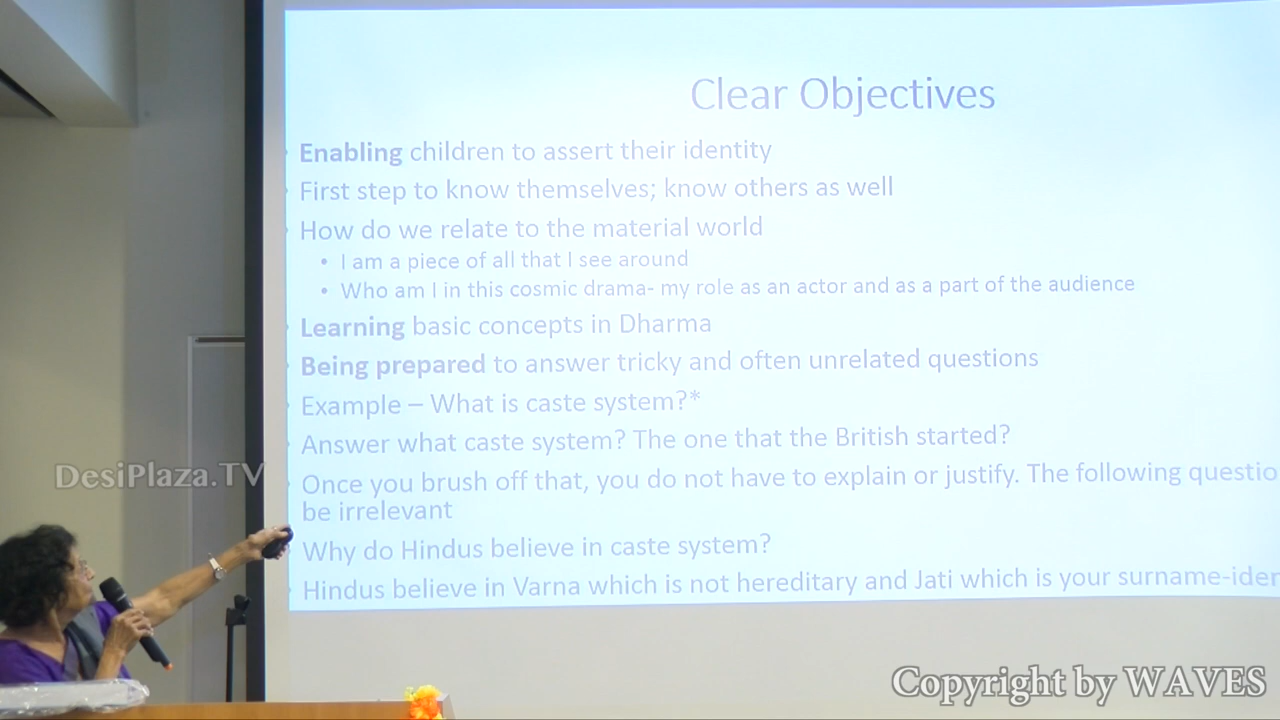 Clear Objectives
Enabling children to assert their identity
First step to know themselves; know others as well
How do we relate to the material world
• I am a piece of all that I see around
• Who am I in this cosmic drama- my role as an actor and as a part of the audience
Learning basic concepts in Dharma
Being prepared to answer tricky and often unrelated questions
Example – What is caste system?*
Answer what caste system? The one that the British started?
Once you brush off that, you do not have to explain or justify. The following questio
be irrelevant
Why do Hindus believe in caste system?
Hindus believe in Varna which is not hereditary and Jati which is your surname-iden
DesiPlaza.TV
Copyright by WAVES